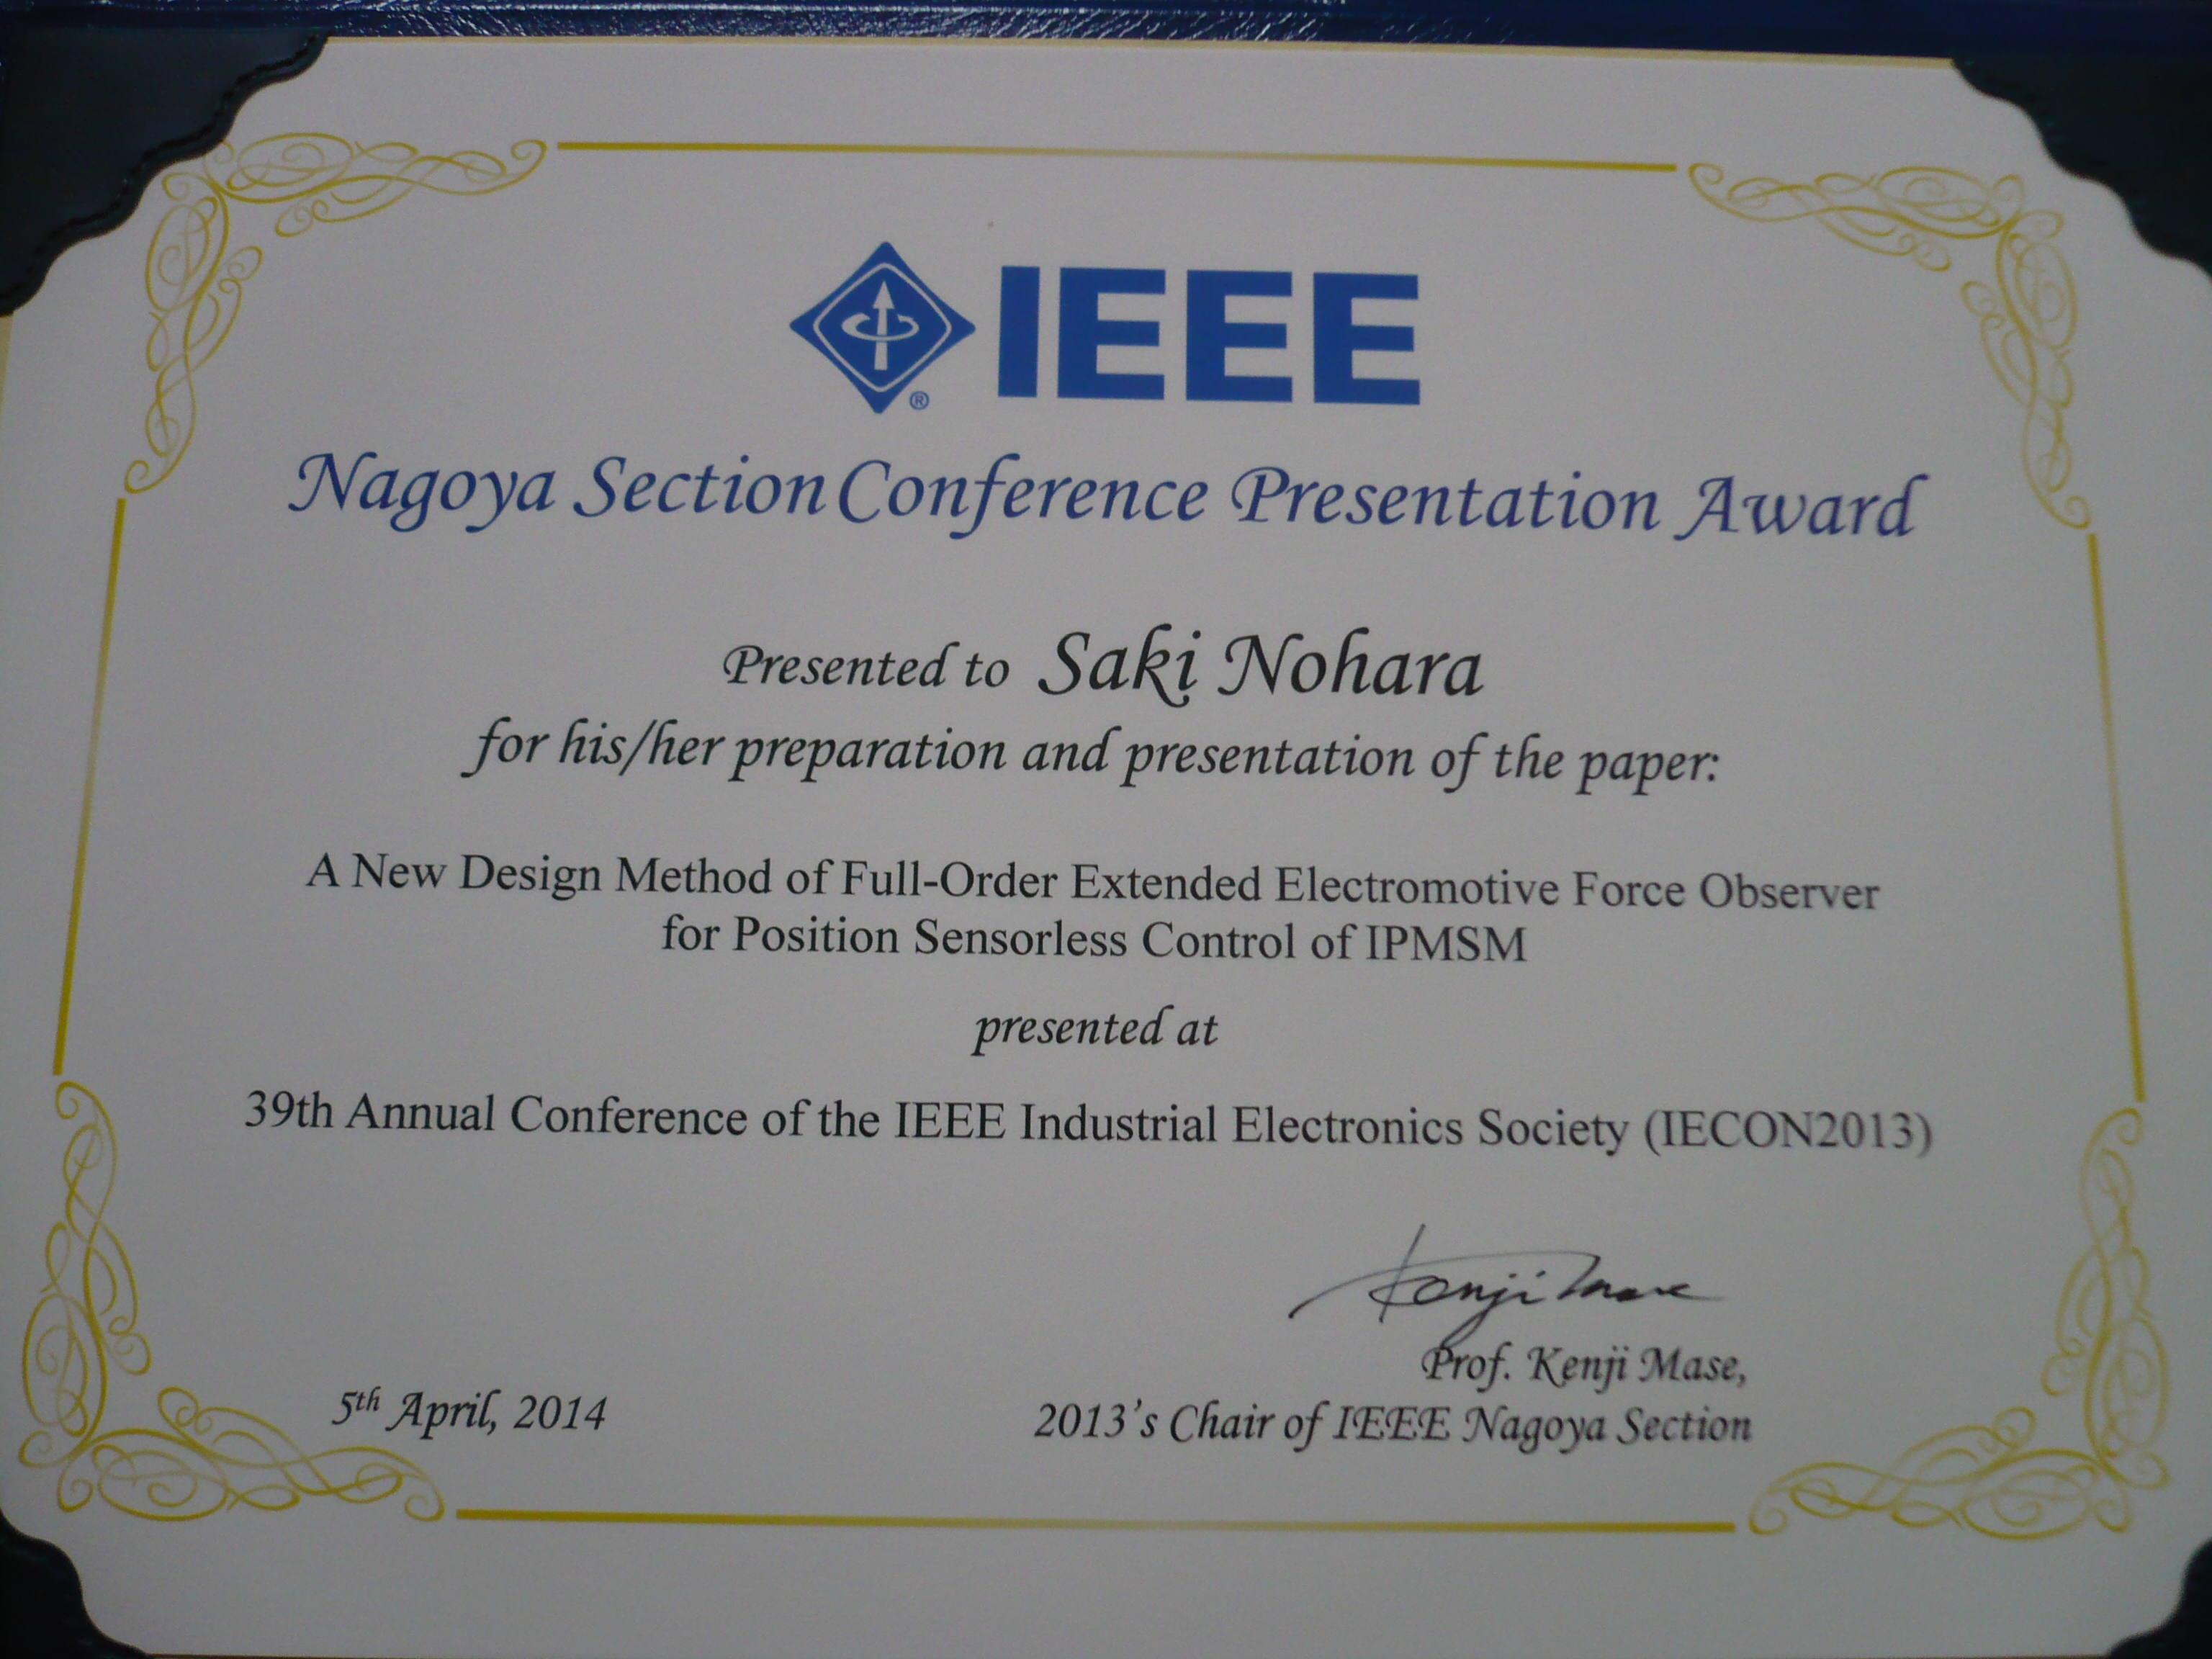 IEEE
Nagoya Section Conference Presentation Award
Presented to Saki Nohara
for his/her preparation and presentation of the paper:
A New Design Method of Full-Order Extended Electromotive Force Observer
for Position Sensorless Control of IPMSM
presented at
39th Annual Conference of the IEEE Industrial Electronics Society (IECON2013)
Kenji Mase
Prof. Kenji Mase,
5th April, 2014
2013's Chair of IEEE Nagoya Section